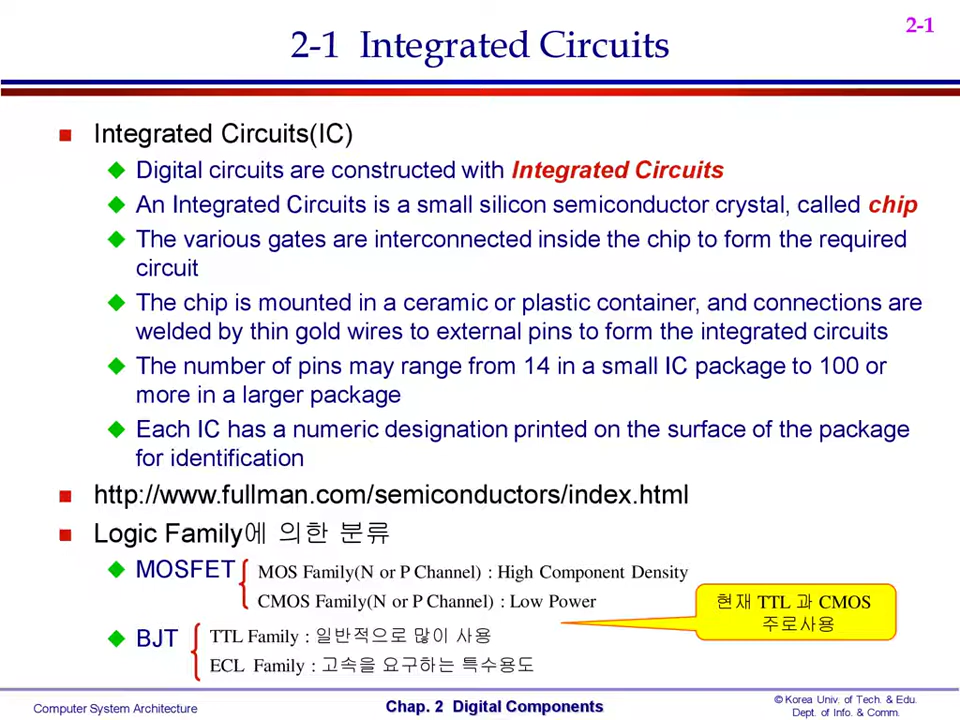 2-1
2-1 Integrated Circuits
Integrated Circuits(IC)
Digital circuits are constructed with Integrated Circuits
An Integrated Circuits is a small silicon semiconductor crystal, called chip
The various gates are interconnected inside the chip to form the required
circuit
The chip is mounted in a ceramic or plastic container, and connections are
welded by thin gold wires to external pins to form the integrated circuits
The number of pins may range from 14 in a small IC package to 100 or
more in a larger package
Each IC has a numeric designation printed on the surface of the package
for identification
http://www.fullman.com/semiconductors/index.html
Logic Family에 의한 분류
MOSFET
MOS Family(N or P Channel) : High Component Density
CMOS Family(N or P Channel) : Low Power
BJT
TTL Family : 일반적으로 많이 사용
ECL Family : 고속을 요구하는 특수용도
현재 TTL 과 CMOS
주로사용
Computer System Architecture
Chap. 2 Digital Components
© Korea Univ. of Tech. & Edu.
Dept. of Info. & Comm.